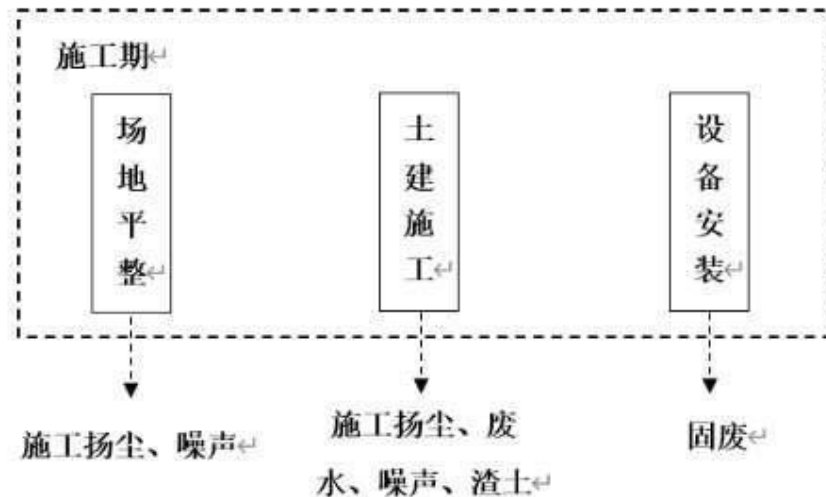 施工期
场地平整
土建施工
设备安装
施工扬尘、噪声
施工扬尘、废
水、噪声、渣土
固废